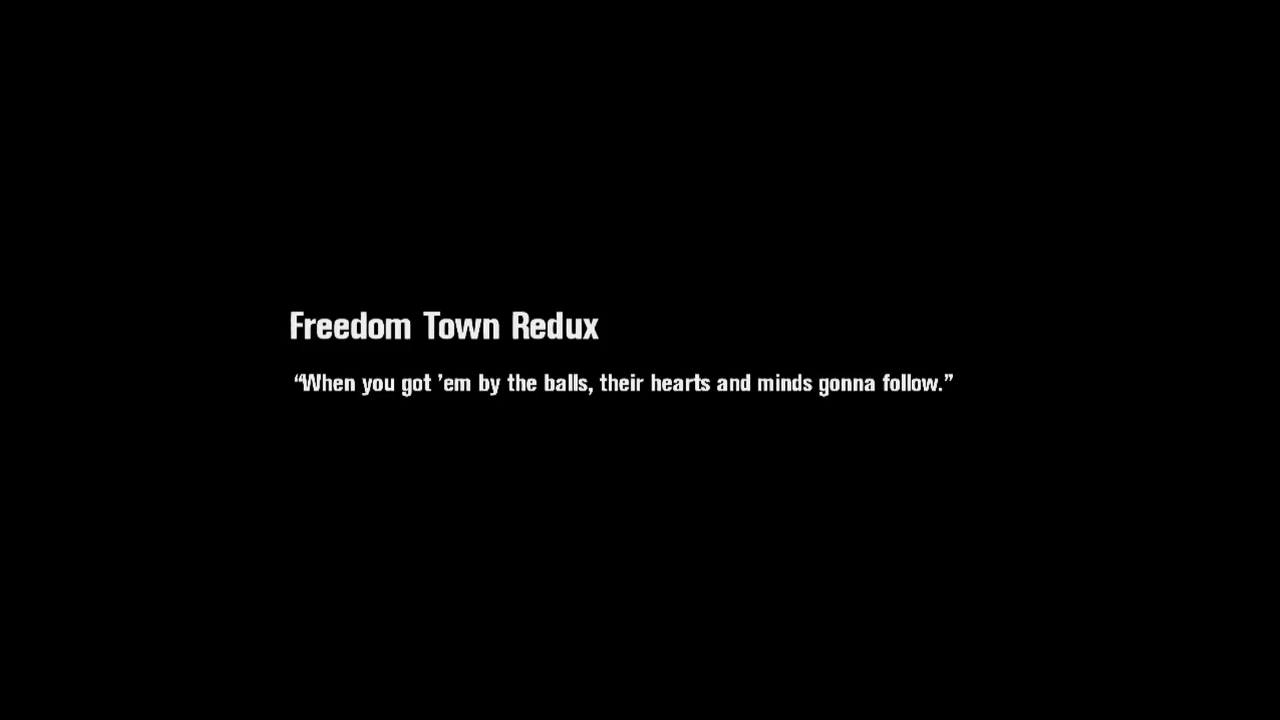 Freedom Town Redux
“When you got ’em by the balls, their hearts and minds gonna follow.”